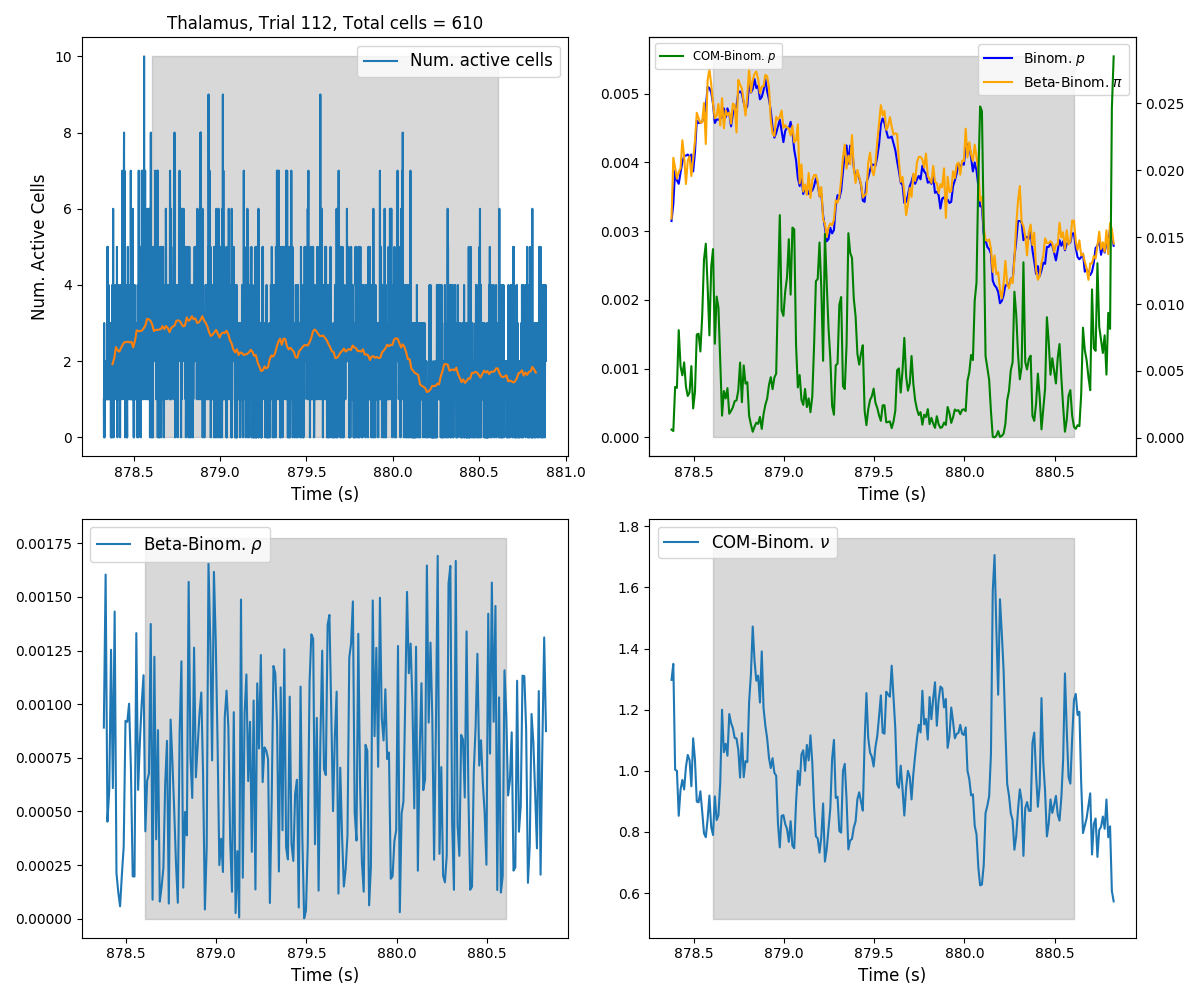 Thalamus, Trial 112, Total cells = 610
Num. active cells
Num. Active Cells
10
8
6
4
2
0
878.5 879.0 879.5 880.0 880.5 881.0
Time (s)
COM-Binom. p
Binom. p
Beta-Binom. π
0.005
0.004
0.003
0.002
0.001
0.000
0.025
0.020
0.015
0.010
0.005
0.000
878.5 879.0 879.5 880.0 880.5
Time (s)
Beta-Binom. ρ
0.00175
0.00150
0.00125
0.00100
0.00075
0.00050
0.00025
0.00000
878.5 879.0 879.5 880.0 880.5
Time (s)
COM-Binom. ν
1.8
1.6
1.4
1.2
1.0
0.8
0.6
878.5 879.0 879.5 880.0 880.5
Time (s)